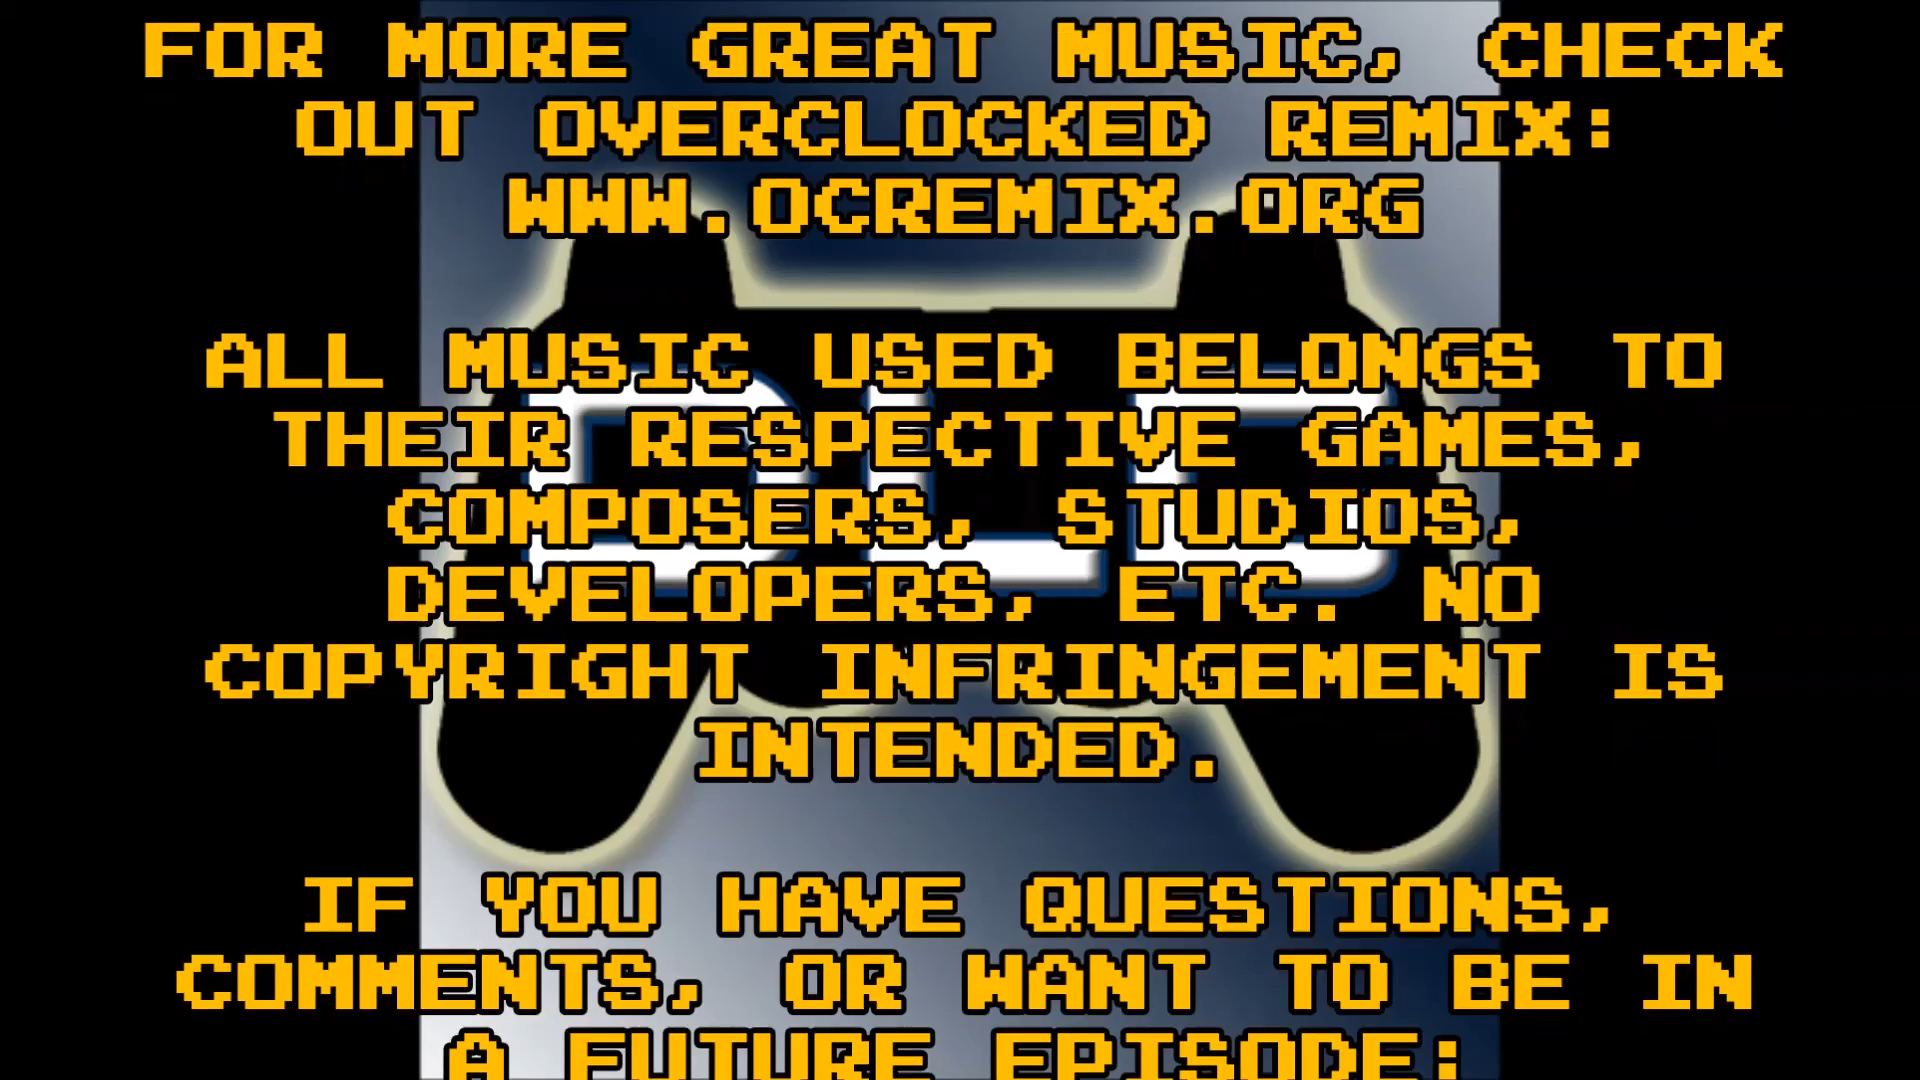 FOR MORE GREAT MUSIC, CHECK
OUT OVERCLOCKED REMIX:
WWW.OCREMIX.ORG
ALL MUSIC USED BELONGS TO
THEIR RESPECTIVE GAMES,
COMPOSERS, STUDIOS,
DEVELOPERS, ETC. NO
COPYRIGHT INFRINGEMENT IS
INTENDED.
IF YOU HAVE QUESTIONS,
COMMENTS, OR WANT TO BE IN
A FUTURE EPISODE: